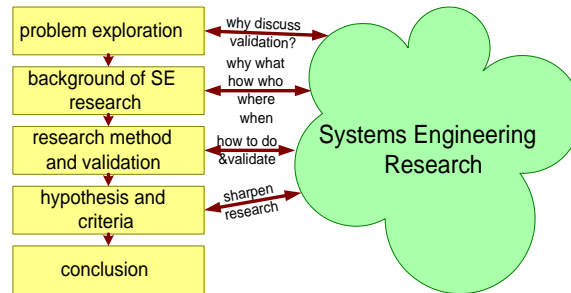 problem exploration
why discuss
validation?
background of SE
research
why what
how who
where
when
research method
and validation
how to do
&validate
hypothesis and
criteria
sharpen
research
conclusion
Systems Engineering
Research